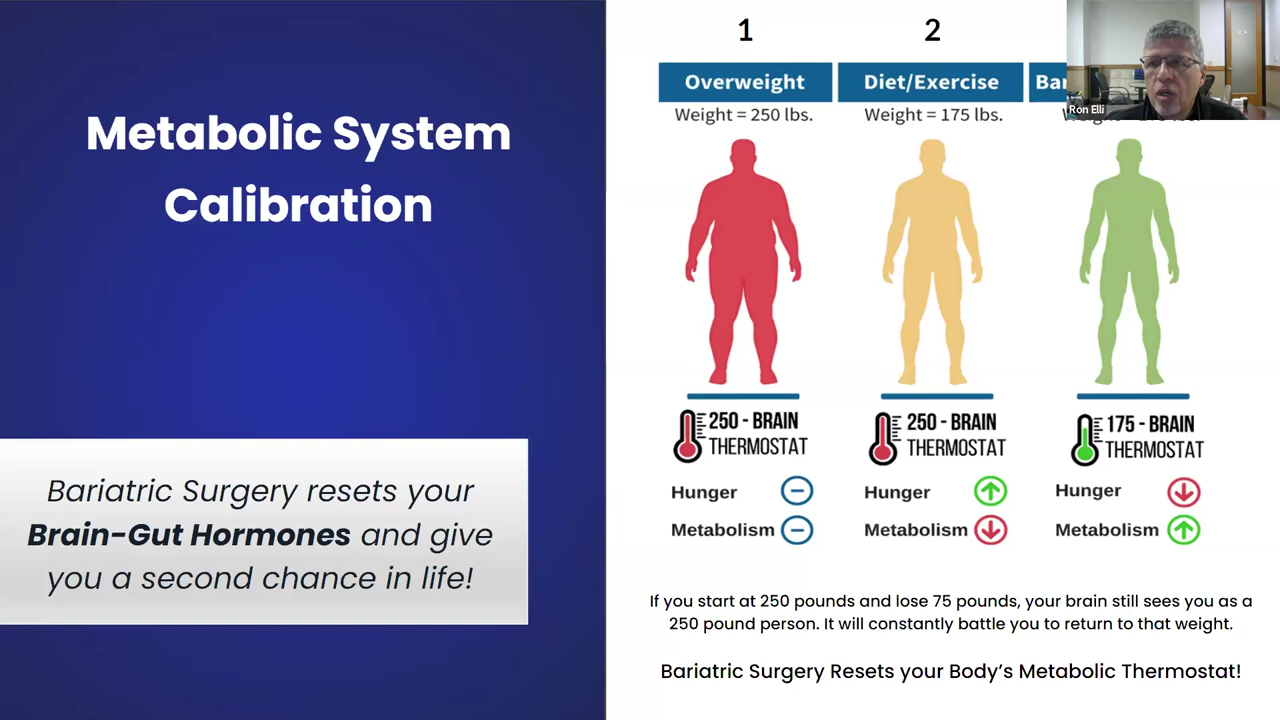 Metabolic System
Calibration
Bariatric Surgery resets your
Brain-Gut Hormones and give
you a second chance in life!
1
2
Overweight
Diet/Exercise
Weight = 250 lbs.
Weight = 175 lbs.
Ron Elli
250 - BRAIN
THERMOSTAT
250 - BRAIN
THERMOSTAT
175 - BRAIN
THERMOSTAT
Hunger
Metabolism
Hunger
Metabolism
Hunger
Metabolism
If you start at 250 pounds and lose 75 pounds, your brain still sees you as a
250 pound person. It will constantly battle you to return to that weight.
Bariatric Surgery Resets your Body's Metabolic Thermostat!